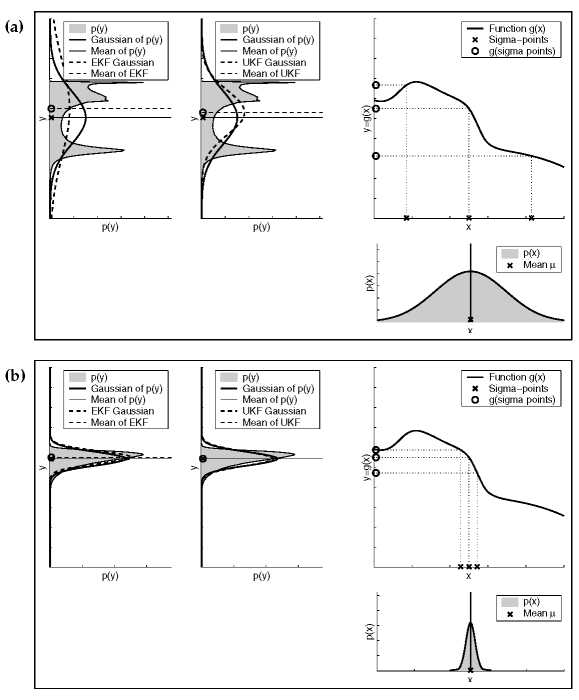 (a)
p(y)
Gaussian of p(y)
Mean of p(y)
EKF Gaussian
Mean of EKF
y
p(y)
p(y)
Gaussian of p(y)
Mean of p(y)
UKF Gaussian
Mean of UKF
y
p(y)
Function g(x)
Sigma-points
g(sigma points)
y=g(x)
x
p(x)
Mean μ
p(x)
x
(b)
p(y)
Gaussian of p(y)
Mean of p(y)
EKF Gaussian
Mean of EKF
y
p(y)
p(y)
Gaussian of p(y)
Mean of p(y)
UKF Gaussian
Mean of UKF
y
p(y)
Function g(x)
Sigma-points
g(sigma points)
y=g(x)
x
p(x)
Mean μ
p(x)
x